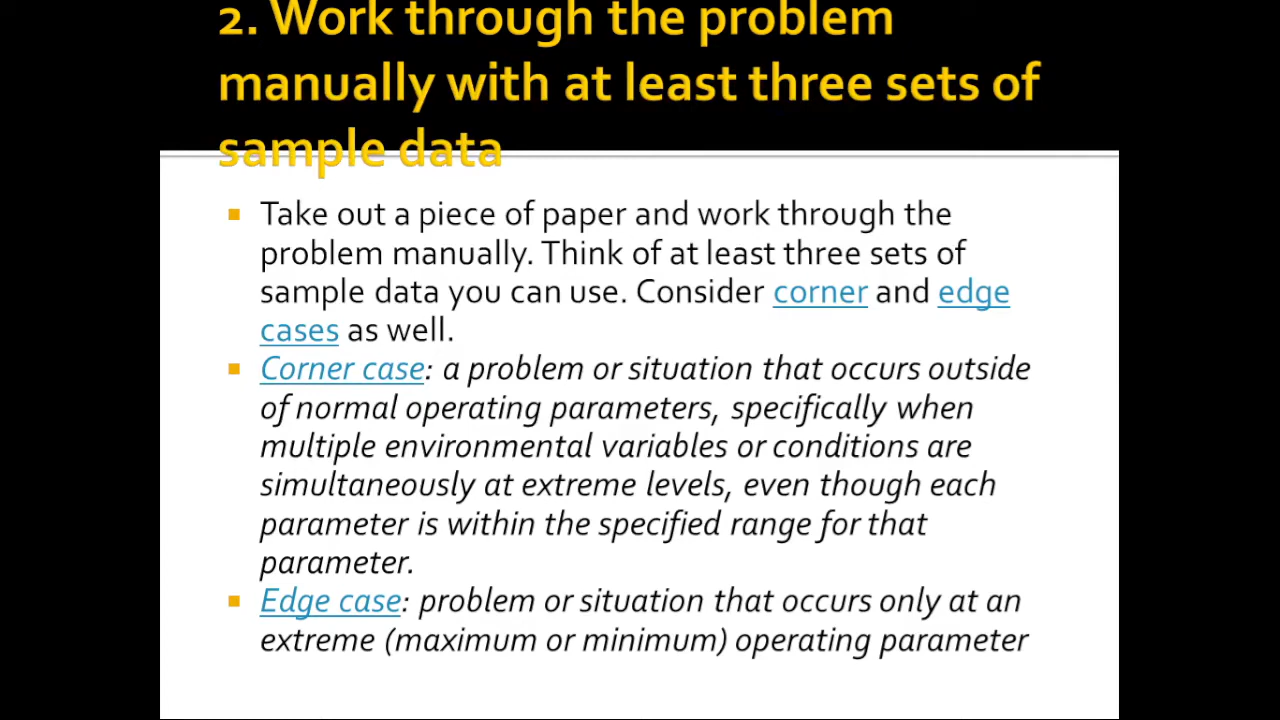 2. Work through the problem
manually with at least three sets of
sample data
Take out a piece of paper and work through the
problem manually. Think of at least three sets of
sample data you can use. Consider corner and edge
cases as well.
Corner case: a problem or situation that occurs outside
of normal operating parameters, specifically when
multiple environmental variables or conditions are
simultaneously at extreme levels, even though each
parameter is within the specified range for that
parameter.
Edge case: problem or situation that occurs only at an
extreme (maximum or minimum) operating parameter